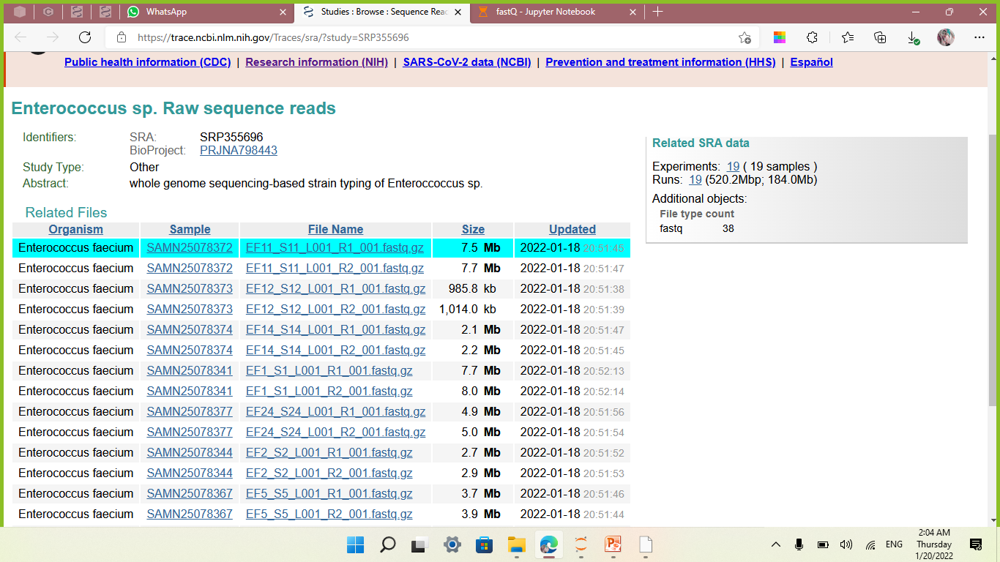 WhatsApp
Studies : Browse : Sequence Read
fastQ - Jupyter Notebook
https://trace.ncbi.nlm.nih.gov/Traces/sra/?study=SRP355696
Public health information (CDC) | Research information (NIH) | SARS-CoV-2 data (NCBI) | Prevention and treatment information (HHS) | Español
Enterococcus sp. Raw sequence reads
Identifiers: SRA: SRP355696
BioProject: PRJNA798443
Study Type: Other
Abstract: whole genome sequencing-based strain typing of Enteroccoccus sp.
Related SRA data
Experiments: 19 ( 19 samples )
Runs: 19 (520.2Mbp; 184.0Mb)
Additional objects:
File type count
fastq 38
Related Files
Organism Sample File Name Size Updated
Enterococcus faecium SAMN25078372 EF11_S11_L001_R1_001.fastq.gz 7.5 Mb 2022-01-18 20:51:45
Enterococcus faecium SAMN25078372 EF11_S11_L001_R2_001.fastq.gz 7.7 Mb 2022-01-18 20:51:47
Enterococcus faecium SAMN25078373 EF12_S12_L001_R1_001.fastq.gz 985.8 kb 2022-01-18 20:51:38
Enterococcus faecium SAMN25078373 EF12_S12_L001_R2_001.fastq.gz 1,014.0 kb 2022-01-18 20:51:39
Enterococcus faecium SAMN25078374 EF14_S14_L001_R1_001.fastq.gz 2.1 Mb 2022-01-18 20:51:47
Enterococcus faecium SAMN25078374 EF14_S14_L001_R2_001.fastq.gz 2.2 Mb 2022-01-18 20:51:45
Enterococcus faecium SAMN25078341 EF1_S1_L001_R1_001.fastq.gz 7.7 Mb 2022-01-18 20:52:13
Enterococcus faecium SAMN25078341 EF1_S1_L001_R2_001.fastq.gz 8.0 Mb 2022-01-18 20:52:14
Enterococcus faecium SAMN25078377 EF24_S24_L001_R1_001.fastq.gz 4.9 Mb 2022-01-18 20:51:56
Enterococcus faecium SAMN25078377 EF24_S24_L001_R2_001.fastq.gz 5.0 Mb 2022-01-18 20:51:54
Enterococcus faecium SAMN25078344 EF2_S2_L001_R1_001.fastq.gz 2.7 Mb 2022-01-18 20:51:52
Enterococcus faecium SAMN25078344 EF2_S2_L001_R2_001.fastq.gz 2.9 Mb 2022-01-18 20:51:53
Enterococcus faecium SAMN25078367 EF5_S5_L001_R1_001.fastq.gz 3.7 Mb 2022-01-18 20:51:46
Enterococcus faecium SAMN25078367 EF5_S5_L001_R2_001.fastq.gz 3.9 Mb 2022-01-18 20:51:44
ENG
2:04 AM
Thursday
1/20/2022